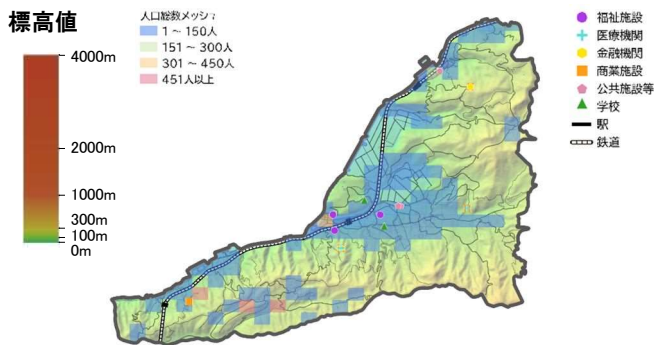 標高値
4000m
2000m
1000m
300m
100m
0m
人口総数メッシュ
1 ～ 150人
151 ～ 300人
301 ～ 450人
451人以上
福祉施設
医療機関
金融機関
商業施設
公共施設等
学校
駅
鉄道